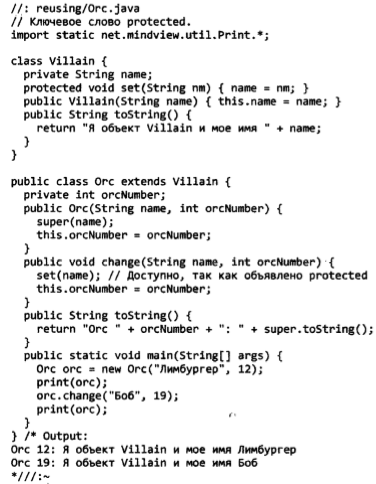 //: reusing/Orc.java
// Ключевое слово protected.
import static net.mindview.util.Print.*;

class Villain {
  private String name;
  protected void set(String nm) { name = nm; }
  public Villain(String name) { this.name = name; }
  public String toString() {
    return "Я объект Villain и мое имя " + name;
  }
}

public class Orc extends Villain {
  private int orcNumber;
  public Orc(String name, int orcNumber) {
    super(name);
    this.orcNumber = orcNumber;
  }
  public void change(String name, int orcNumber) {
    set(name); // Доступно, так как объявлено protected
    this.orcNumber = orcNumber;
  }
  public String toString() {
    return "Orc " + orcNumber + ": " + super.toString();
  }
  public static void main(String[] args) {
    Orc orc = new Orc("Лимбургер", 12);
    print(orc);
    orc.change("Боб", 19);
    print(orc);
  }
} /* Output:
Orc 12: Я объект Villain и мое имя Лимбургер
Orc 19: Я объект Villain и мое имя Боб
*///:~